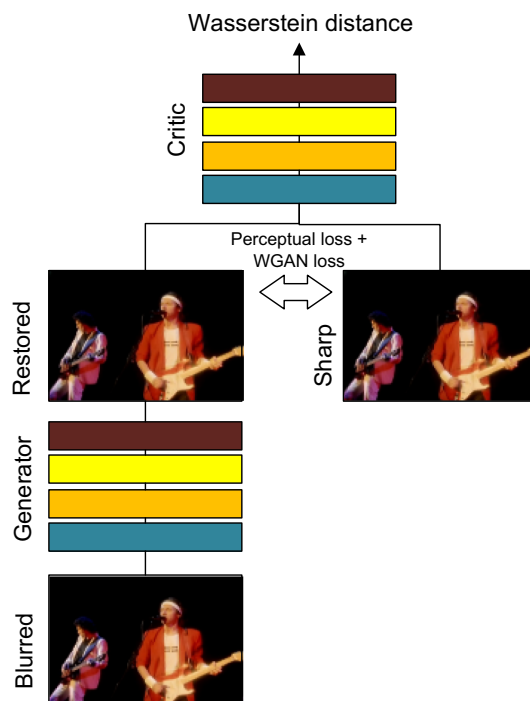 Wasserstein distance
Critic
Perceptual loss +
WGAN loss
Restored
Sharp
Generator
Blurred